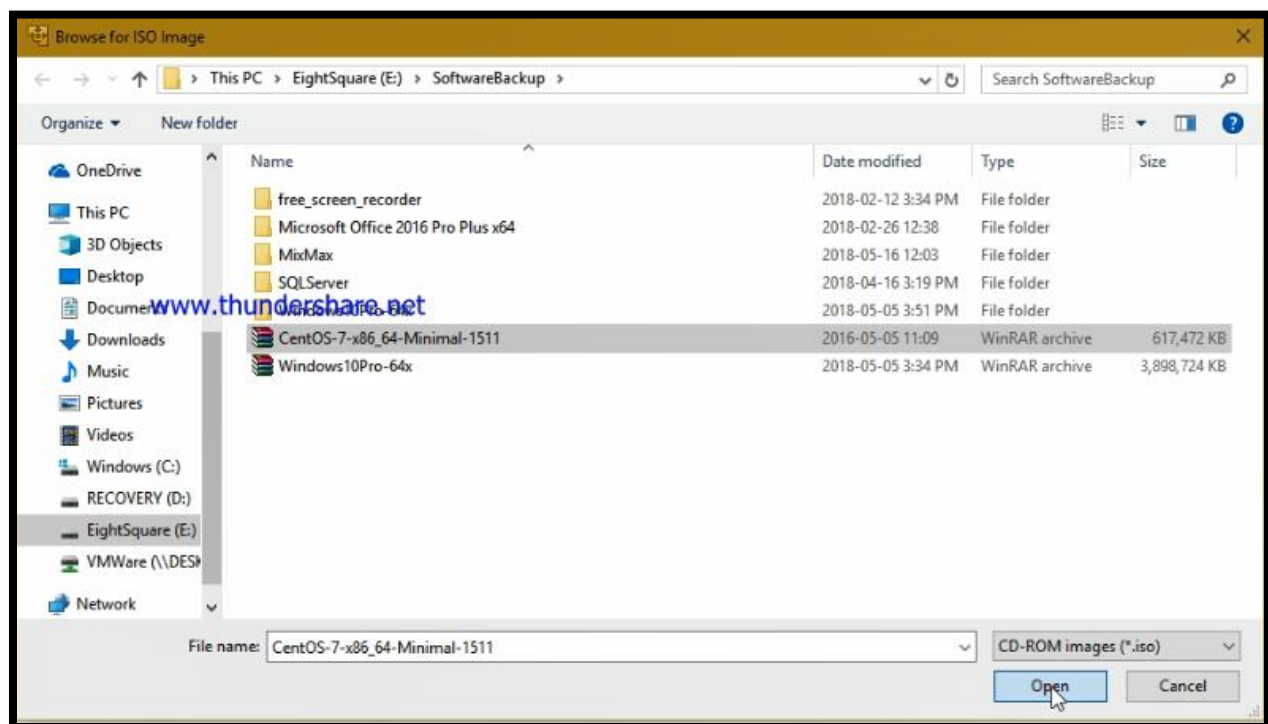 Browse for ISO Image
This PC > EightSquare (E:) > SoftwareBackup >
Search SoftwareBackup
Organize
New folder
Name Date modified Type Size
OneDrive
This PC
3D Objects
Desktop
Documents
Downloads
Music
Pictures
Videos
Windows (C:)
RECOVERY (D:)
EightSquare (E:)
VMWare (\\DESK
Network
free_screen_recorder 2018-02-12 3:34 PM File folder
Microsoft Office 2016 Pro Plus x64 2018-02-26 12:38 File folder
MixMax 2018-05-16 12:03 File folder
SQLServer 2018-04-16 3:19 PM File folder
Windows10Pro-64x 2018-05-05 3:51 PM File folder
www.thundershare.net
CentOS-7-x86_64-Minimal-1511 2016-05-05 11:09 WinRAR archive 617,472 KB
Windows10Pro-64x 2018-05-05 3:34 PM WinRAR archive 3,898,724 KB
File name: CentOS-7-x86_64-Minimal-1511
CD-ROM images (*.iso)
Open
Cancel